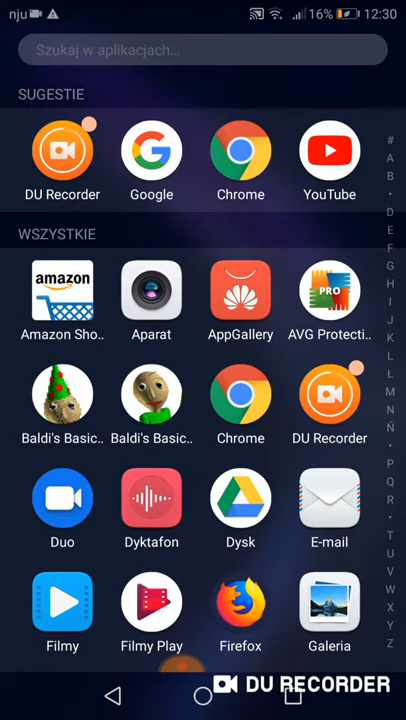 nju 16% 12:30
Szukaj w aplikacjach...
SUGESTIE
DU Recorder Google Chrome YouTube
WSZYSTKIE
amazon PRO
Amazon Sho.. Aparat AppGallery AVG Protecti..
Baldi's Basic.. Baldi's Basic.. Chrome DU Recorder
Duo Dyktafon Dysk E-mail
Filmy Filmy Play Firefox Galeria
#
A
B
•
D
E
F
G
H
I
J
K
L
Ł
M
N
Ń
•
P
Q
R
•
T
U
V
W
X
Y
Z
DU RECORDER